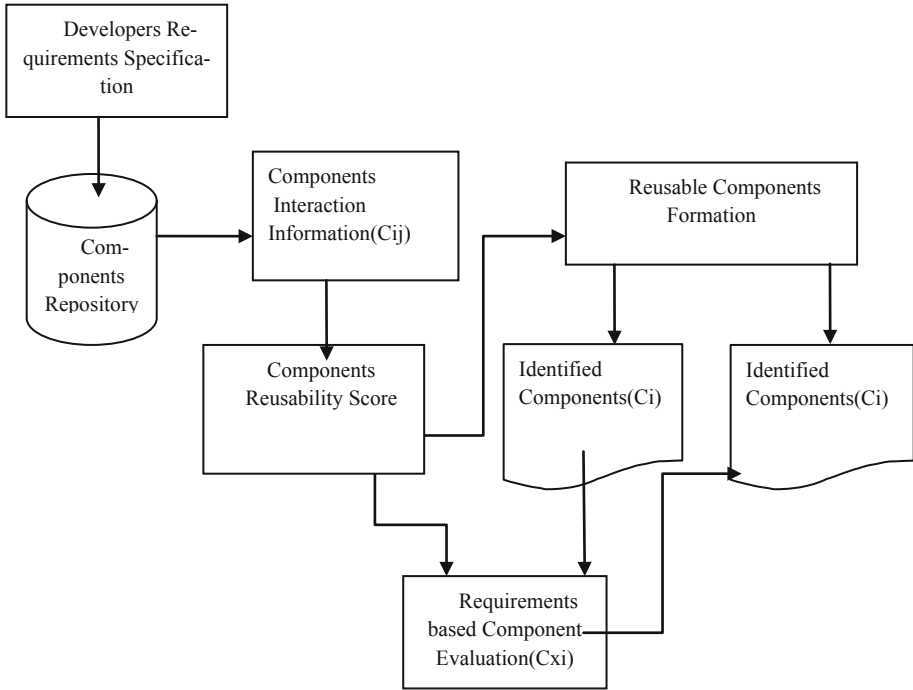 Developers Re-
quirements Specifica-
tion
Components
Interaction
Information(Cij)
Reusable Components
Formation
Com-
ponents
Repository
Components
Reusability Score
Identified
Components(Ci)
Identified
Components(Ci)
Requirements
based Component
Evaluation(Cxi)